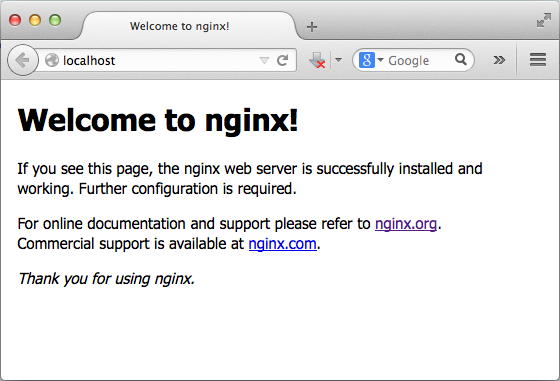 Welcome to nginx!
localhost
Google
Welcome to nginx!
If you see this page, the nginx web server is successfully installed and
working. Further configuration is required.
For online documentation and support please refer to nginx.org.
Commercial support is available at nginx.com.
Thank you for using nginx.